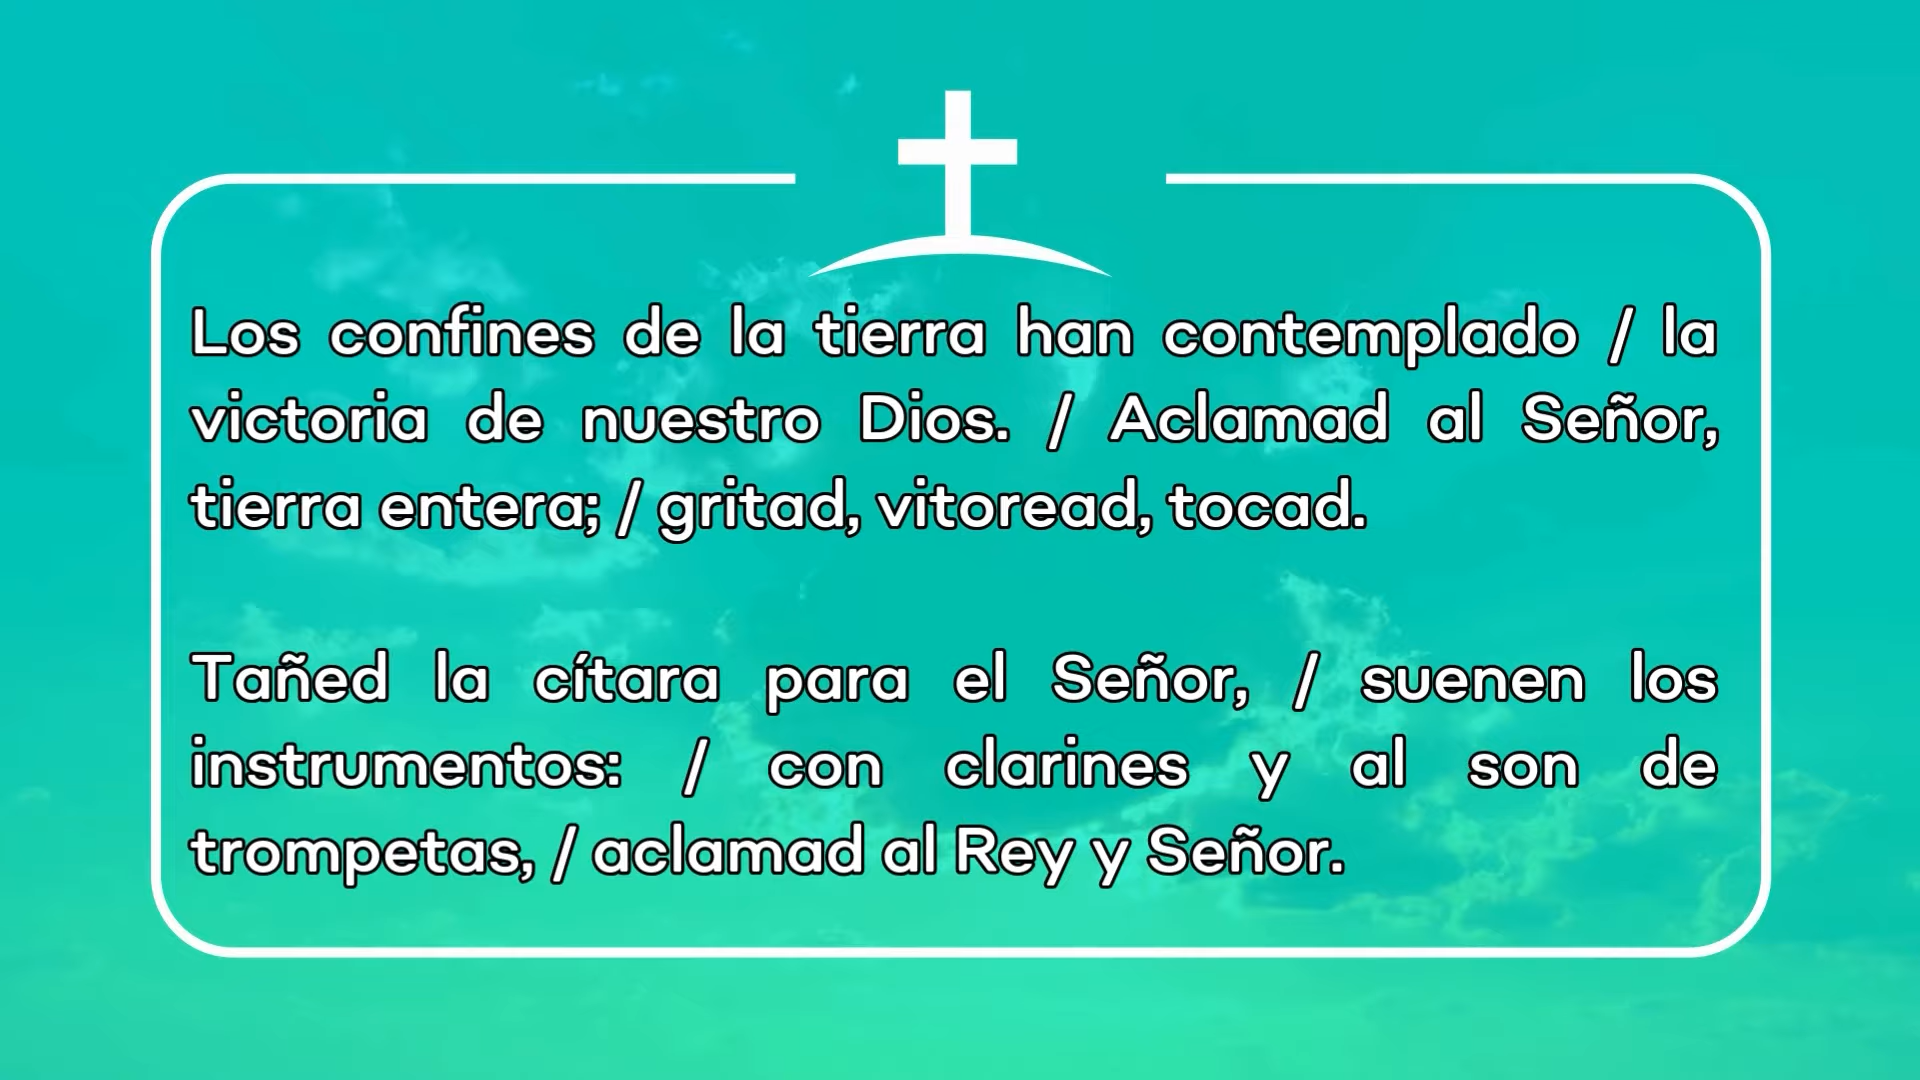 Los confines de la tierra han contemplado / la
victoria de nuestro Dios. / Aclamad al Señor,
tierra entera; / gritad, vitoread, tocad.
Tañed la cítara para el Señor, / suenen los
instrumentos: / con clarines y al son de
trompetas, / aclamad al Rey y Señor.